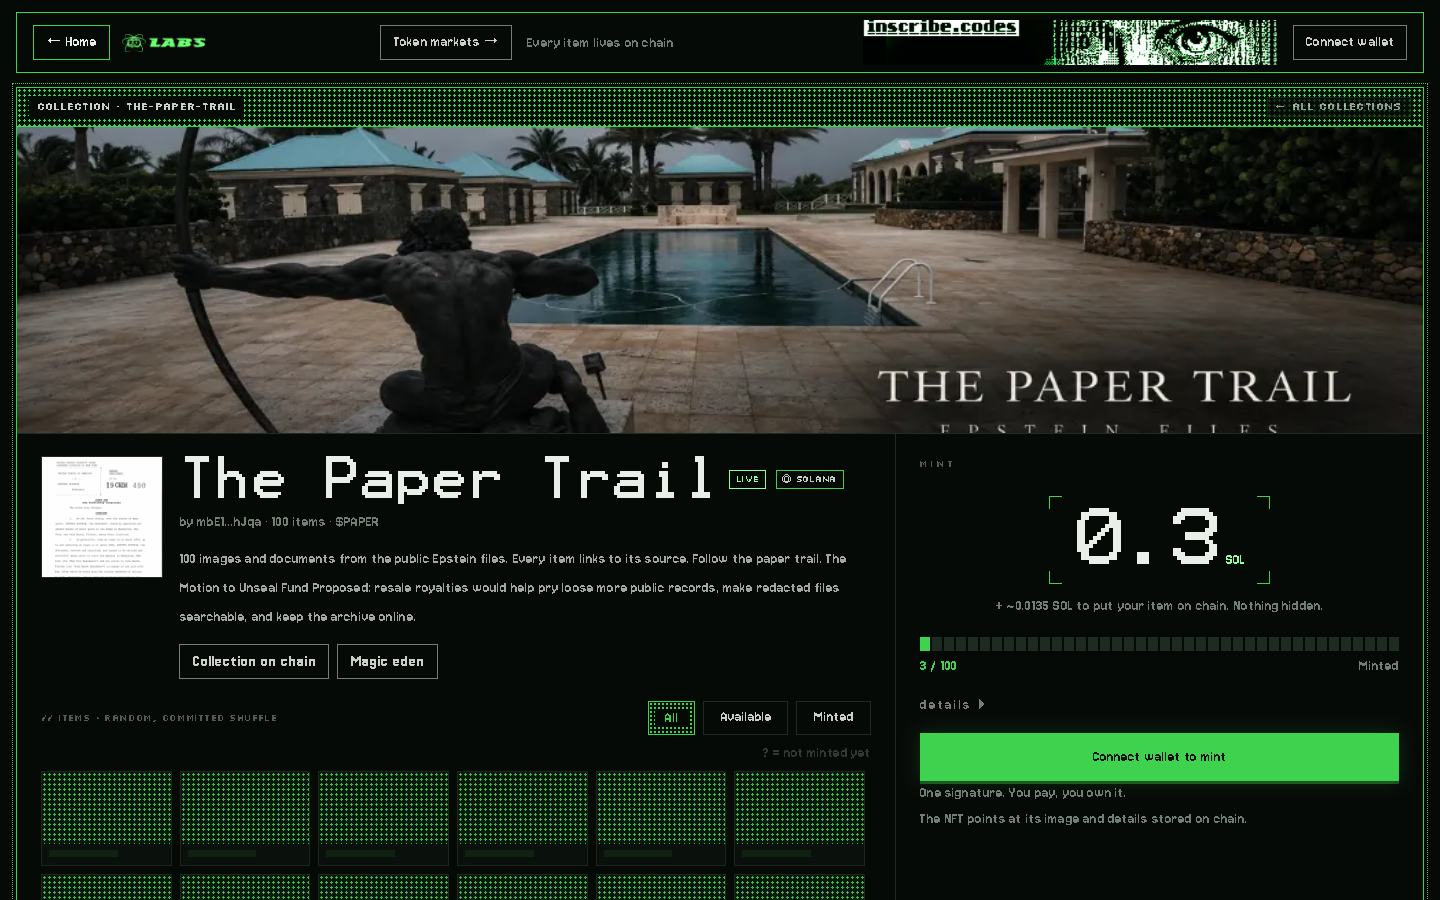 ← Home
LABS
Token markets →
Every item lives on chain
inscribe.codes
Connect wallet
COLLECTION · THE-PAPER-TRAIL
← ALL COLLECTIONS
THE PAPER TRAIL
EPSTEIN FILES
The Paper Trail
LIVE
SOLANA
by mbE1...hJqa · 100 items · $PAPER
100 images and documents from the public Epstein files. Every item links to its source. Follow the paper trail. The
Motion to Unseal Fund Proposed: resale royalties would help pry loose more public records, make redacted files
searchable, and keep the archive online.
Collection on chain
Magic eden
// ITEMS · RANDOM, COMMITTED SHUFFLE
All
Available
Minted
? = not minted yet
MINT
0.3 SOL
+ ~0.0135 SOL to put your item on chain. Nothing hidden.
3 / 100
Minted
details
Connect wallet to mint
One signature. You pay, you own it.
The NFT points at its image and details stored on chain.